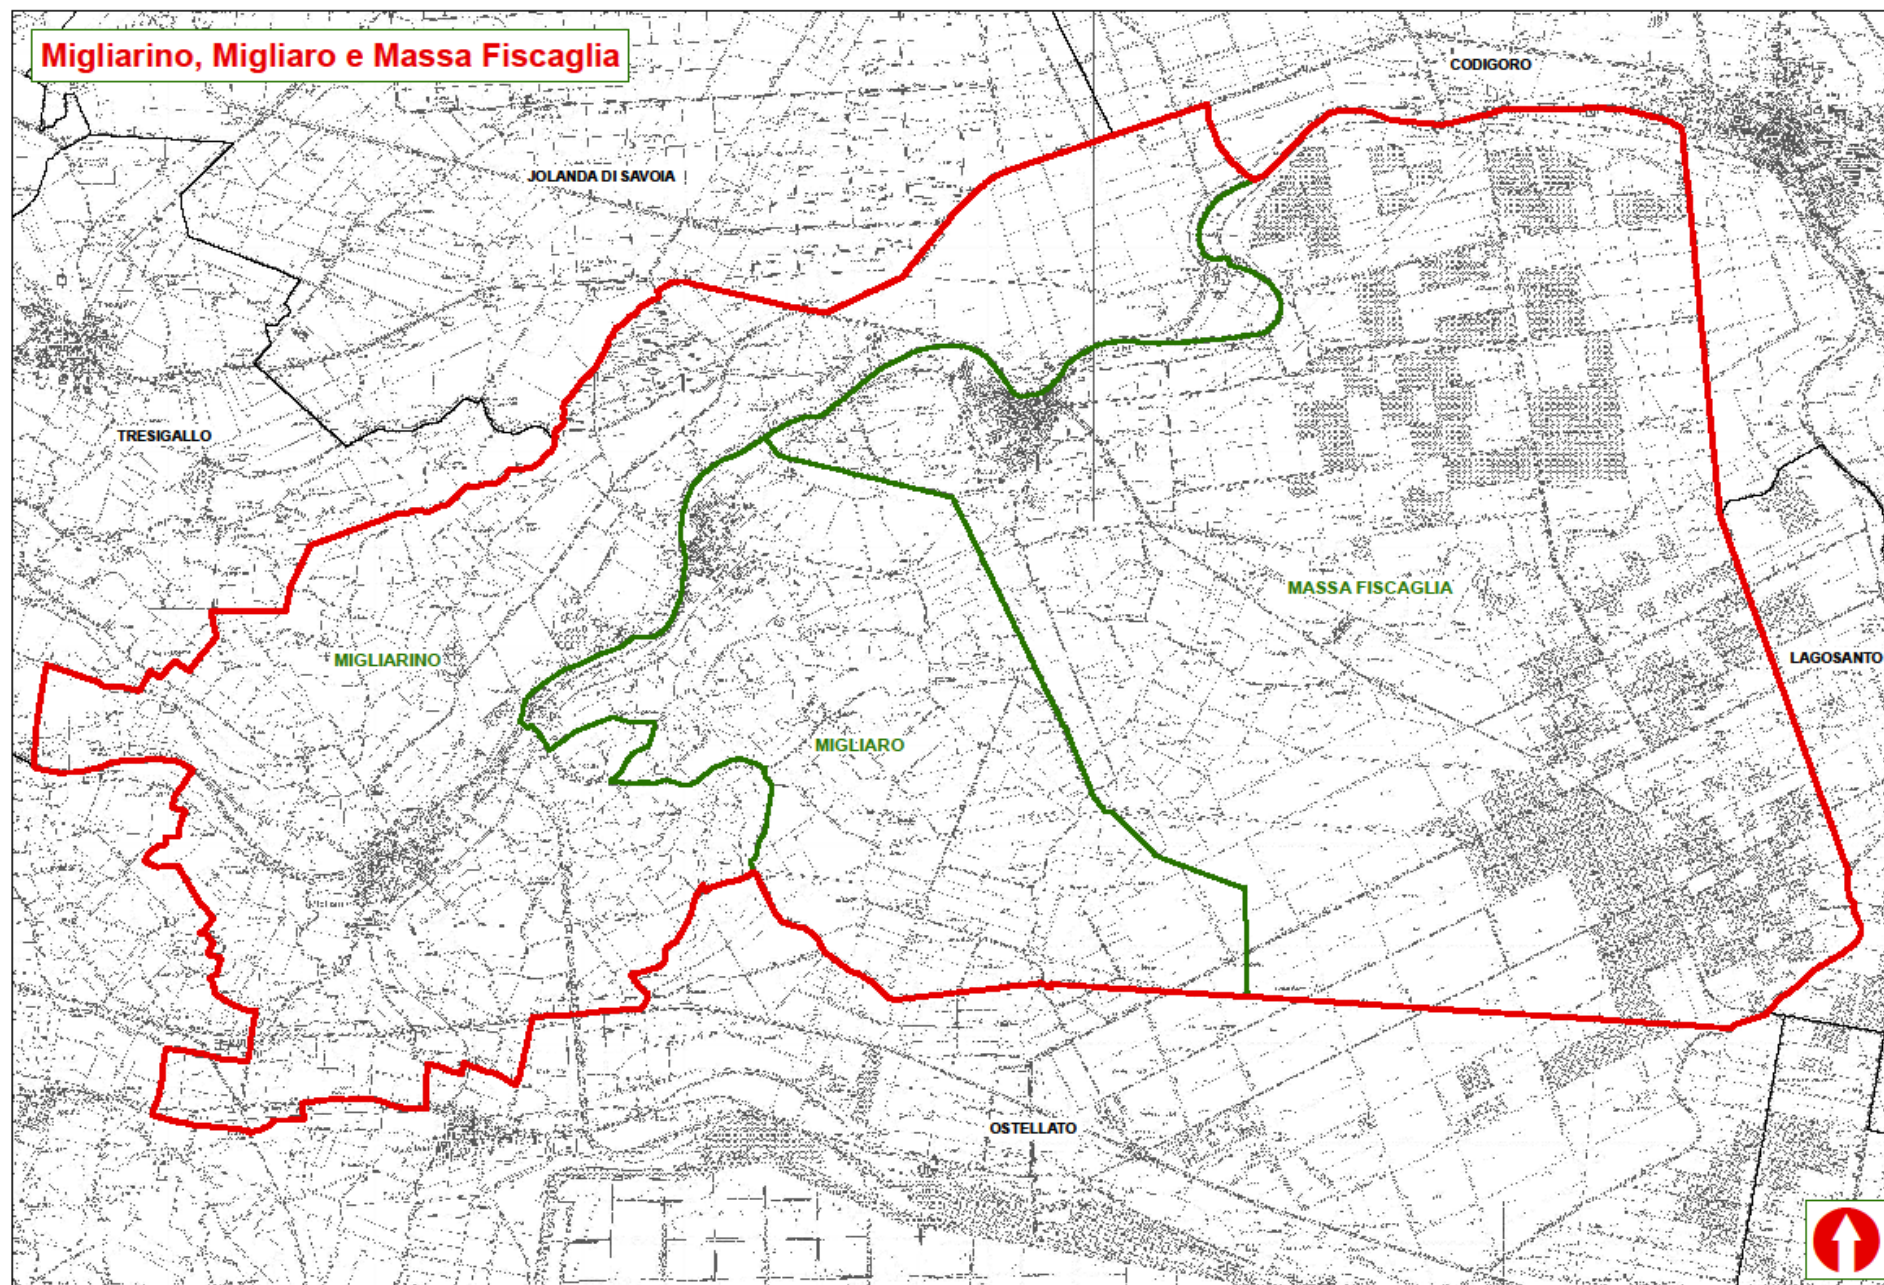 Migliarino, Migliaro e Massa Fiscaglia
CODIGORO
JOLANDA DI SAVOIA
TRESIGALLO
MASSA FISCAGLIA
MIGLIARINO
LAGOSANTO
MIGLIARO
OSTELLATO